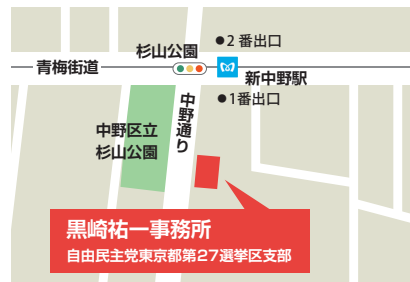 杉山公園
●2番出口
青梅街道
新中野駅
●1番出口
中野通り
中野区立
杉山公園
黒崎祐一事務所
自由民主党東京都第27選挙区支部